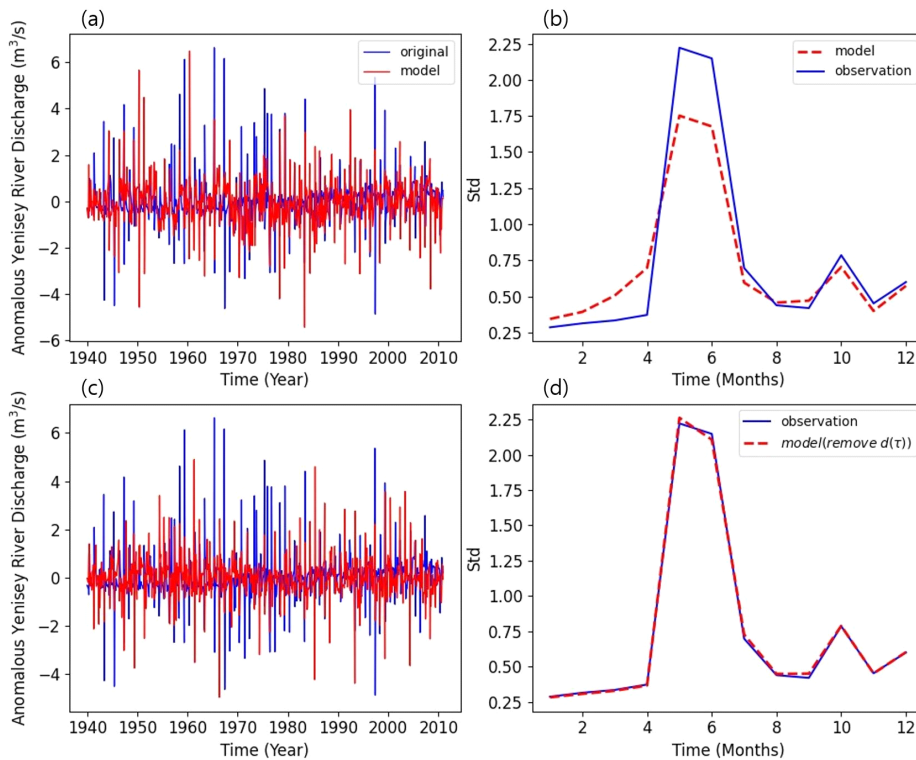 (a)
Anomalous Yenisey River Discharge (m³/s)
6
4
2
0
−2
−4
−6
original
model
1940 1950 1960 1970 1980 1990 2000 2010
Time (Year)
(b)
Std
2.25
2.00
1.75
1.50
1.25
1.00
0.75
0.50
0.25
model
observation
2 4 6 8 10 12
Time (Months)
(c)
Anomalous Yenisey River Discharge (m³/s)
6
4
2
0
−2
−4
1940 1950 1960 1970 1980 1990 2000 2010
Time (Year)
(d)
Std
2.25
2.00
1.75
1.50
1.25
1.00
0.75
0.50
0.25
observation
model(remove d(τ))
2 4 6 8 10 12
Time (Months)